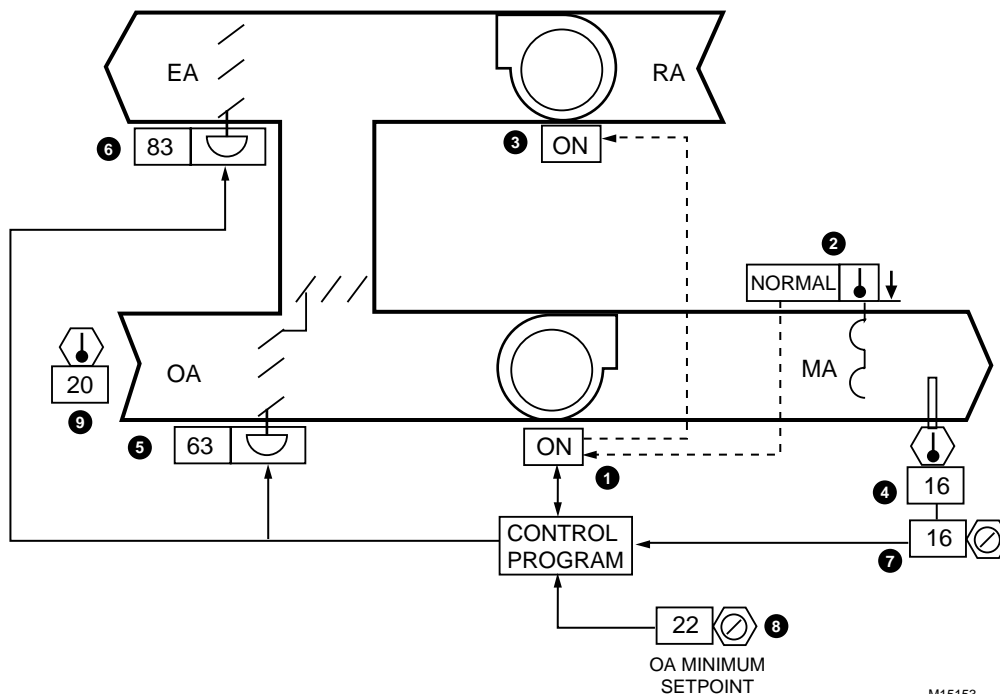 EA
RA
6
83
3
ON
2
NORMAL
9
20
OA
MA
5
63
ON
1
4
16
CONTROL
PROGRAM
7
16
22
8
OA MINIMUM
SETPOINT
M15153